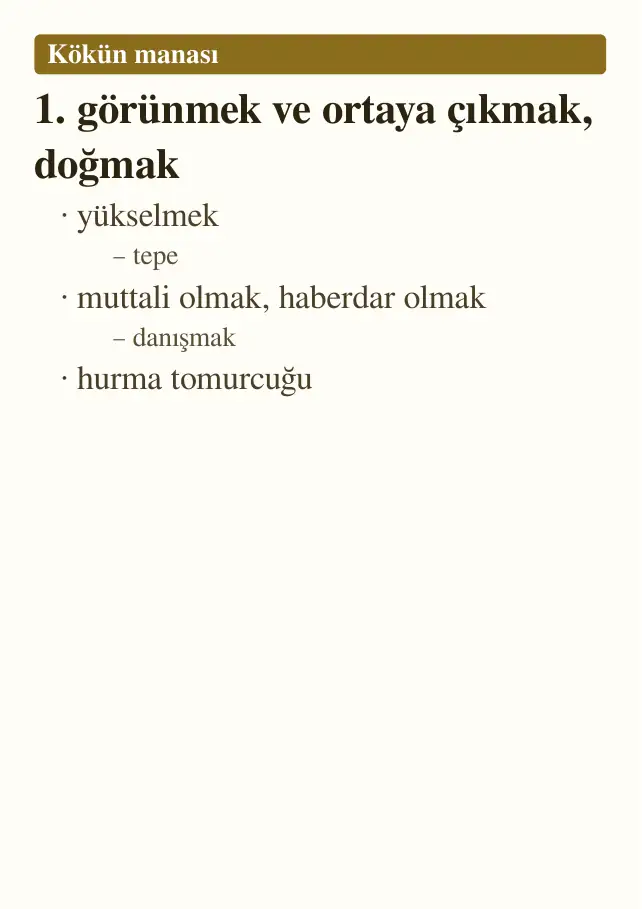 Kökün manası
1. görünmek ve ortaya çıkmak,
doğmak
· yükselmek
– tepe
· muttali olmak, haberdar olmak
– danışmak
· hurma tomurcuğu